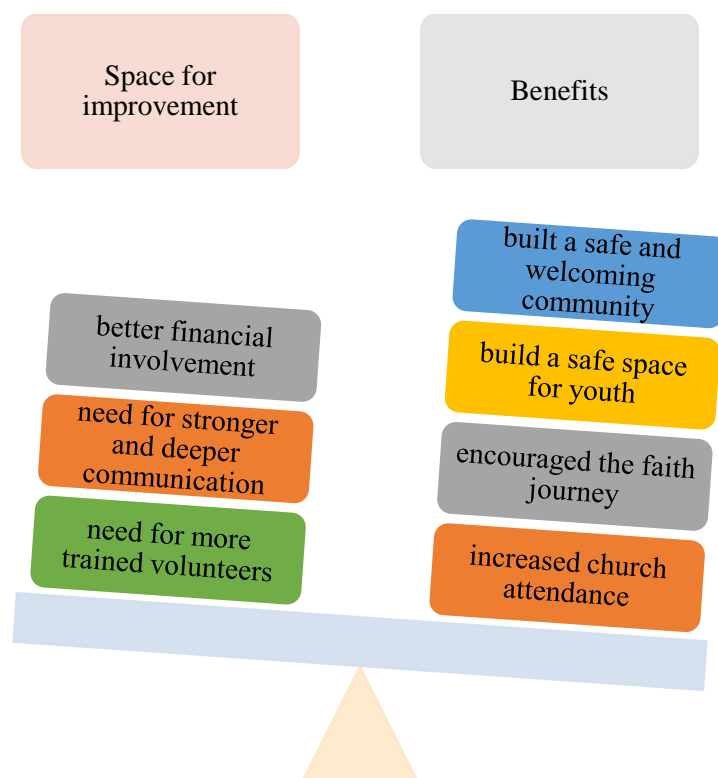 Space for
improvement
Benefits
better financial
involvement
need for stronger
and deeper
communication
need for more
trained volunteers
built a safe and
welcoming
community
build a safe space
for youth
encouraged the faith
journey
increased church
attendance